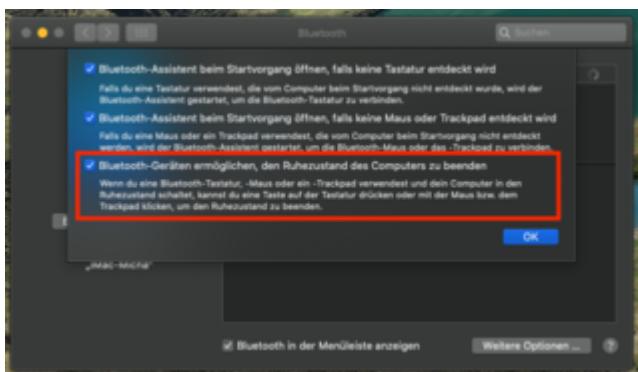 Bluetooth
Suchen
Bluetooth-Assistent beim Startvorgang öffnen, falls keine Tastatur entdeckt wird
Falls du eine Tastatur verwendest, die vom Computer beim Startvorgang nicht entdeckt wurde, wird der
Bluetooth-Assistent gestartet, um die Bluetooth-Tastatur zu verbinden.
Bluetooth-Assistent beim Startvorgang öffnen, falls keine Maus oder Trackpad entdeckt wird
Falls du eine Maus oder ein Trackpad verwendest, die vom Computer beim Startvorgang nicht entdeckt
werden, wird der Bluetooth-Assistent gestartet, um die Bluetooth-Maus oder das -Trackpad zu verbinden.
Bluetooth-Geräten ermöglichen, den Ruhezustand des Computers zu beenden
Wenn du eine Bluetooth-Tastatur, -Maus oder ein -Trackpad verwendest und dein Computer in den
Ruhezustand schaltet, kannst du eine Taste auf der Tastatur drücken oder mit der Maus bzw. dem
Trackpad klicken, um den Ruhezustand zu beenden.
OK
„iMac-Micha“
Bluetooth in der Menüleiste anzeigen
Weitere Optionen ...
?